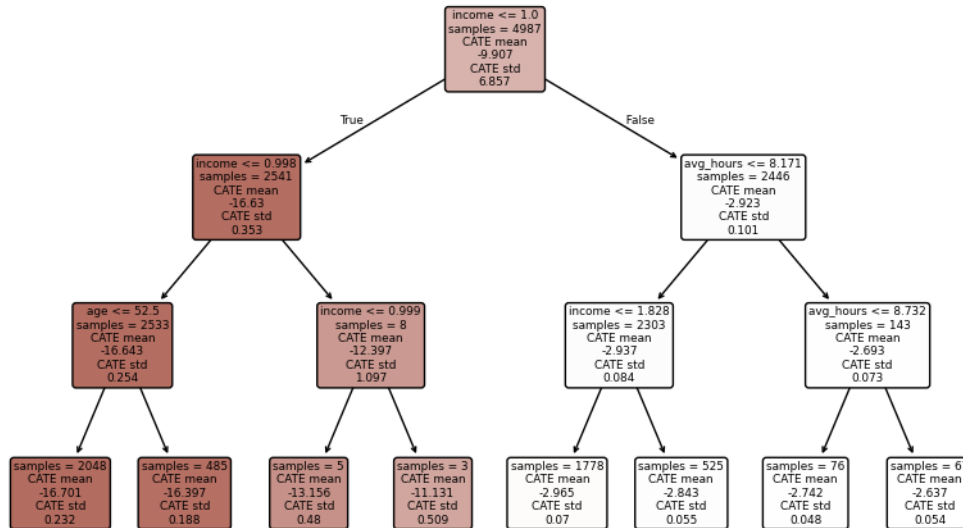 income <= 1.0
samples = 4987
CATE mean
-9.907
CATE std
6.857
True
False
income <= 0.998
samples = 2541
CATE mean
-16.63
CATE std
0.353
avg_hours <= 8.171
samples = 2446
CATE mean
-2.923
CATE std
0.101
age <= 52.5
samples = 2533
CATE mean
-16.643
CATE std
0.254
income <= 0.999
samples = 8
CATE mean
-12.397
CATE std
1.097
income <= 1.828
samples = 2303
CATE mean
-2.937
CATE std
0.084
avg_hours <= 8.732
samples = 143
CATE mean
-2.693
CATE std
0.073
samples = 2048
CATE mean
-16.701
CATE std
0.232
samples = 485
CATE mean
-16.397
CATE std
0.188
samples = 5
CATE mean
-13.156
CATE std
0.48
samples = 3
CATE mean
-11.131
CATE std
0.509
samples = 1778
CATE mean
-2.965
CATE std
0.07
samples = 525
CATE mean
-2.843
CATE std
0.055
samples = 76
CATE mean
-2.742
CATE std
0.048
samples =
CATE mean
-2.637
CATE std
0.054